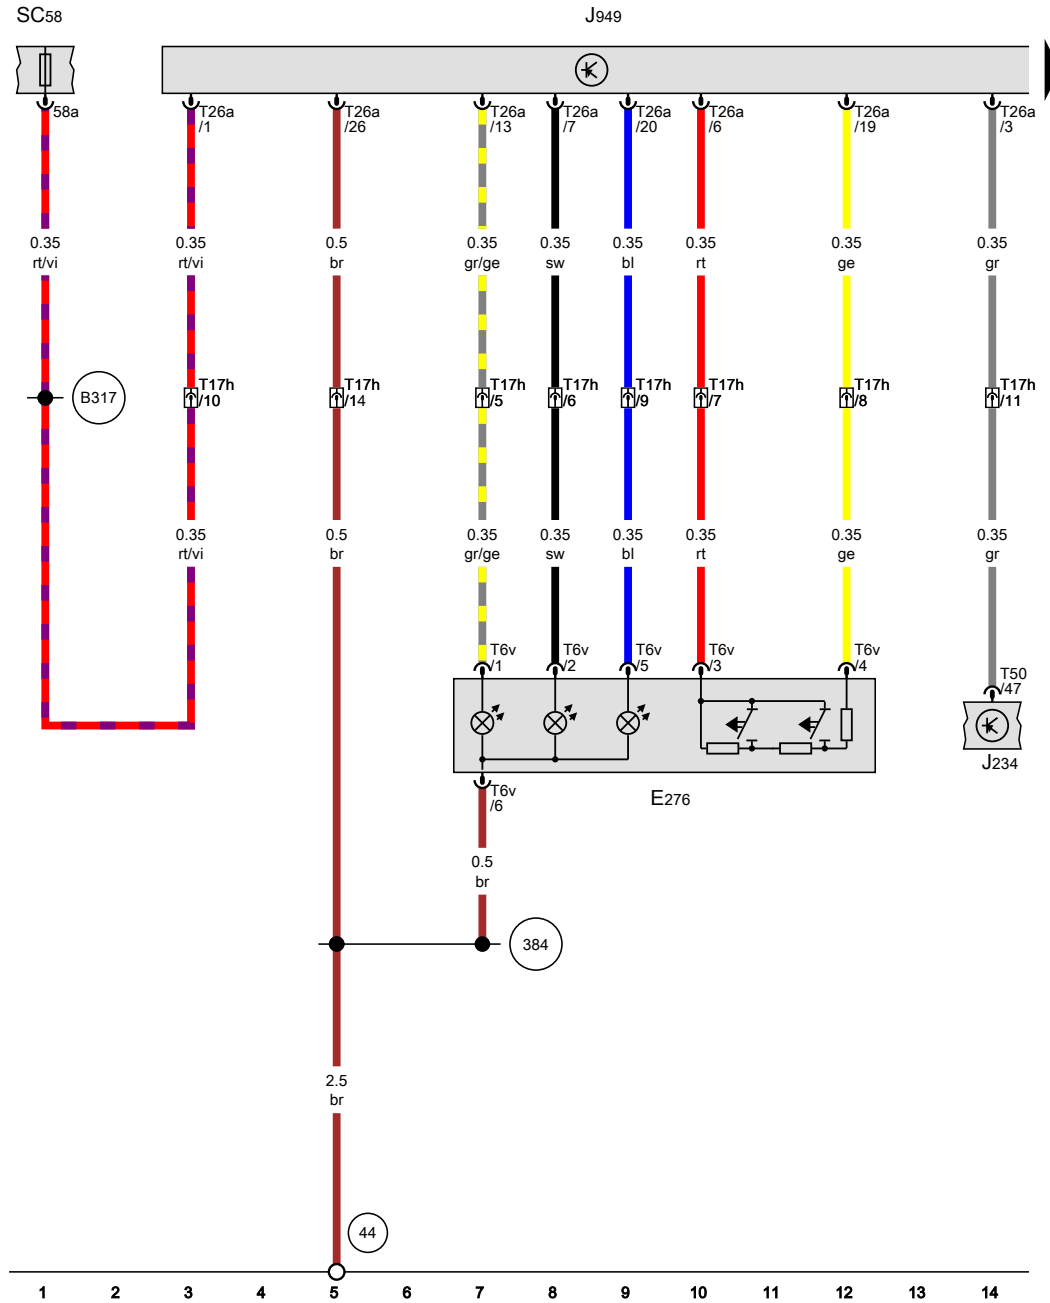 SC58
J949
58a
T26a
/1
T26a
/26
T26a
/13
T26a
/7
T26a
/20
T26a
/6
T26a
/19
T26a
/3
0.35
rt/vi
0.35
rt/vi
0.5
br
0.35
gr/ge
0.35
sw
0.35
bl
0.35
rt
0.35
ge
0.35
gr
B317
T17h
/10
T17h
/14
T17h
/5
T17h
/6
T17h
/9
T17h
/7
T17h
/8
T17h
/11
0.35
rt/vi
0.5
br
0.35
gr/ge
0.35
sw
0.35
bl
0.35
rt
0.35
ge
0.35
gr
T6v
/1
T6v
/2
T6v
/5
T6v
/3
T6v
/4
T50
/47
J234
E276
T6v
/6
0.5
br
384
2.5
br
44
1 2 3 4 5 6 7 8 9 10 11 12 13 14